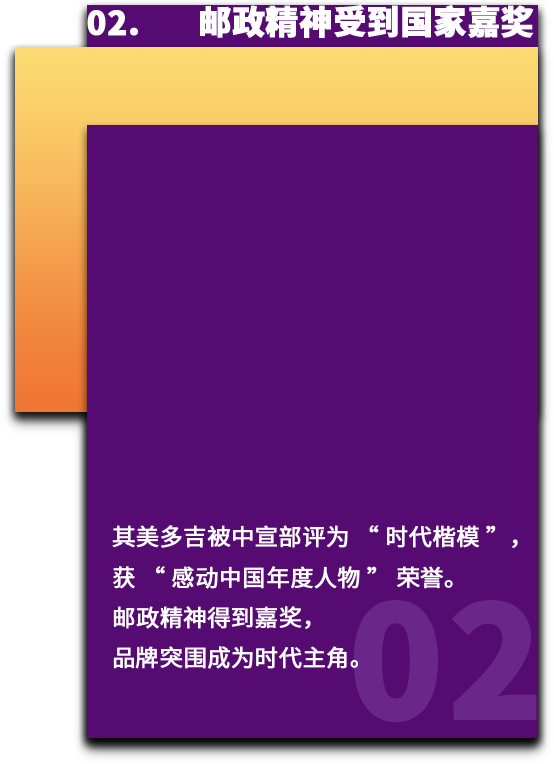 02. 邮政精神受到国家嘉奖
其美多吉被中宣部评为 “ 时代楷模 ” ，
获 “ 感动中国年度人物 ” 荣誉。
邮政精神得到嘉奖，
品牌突围成为时代主角。
02